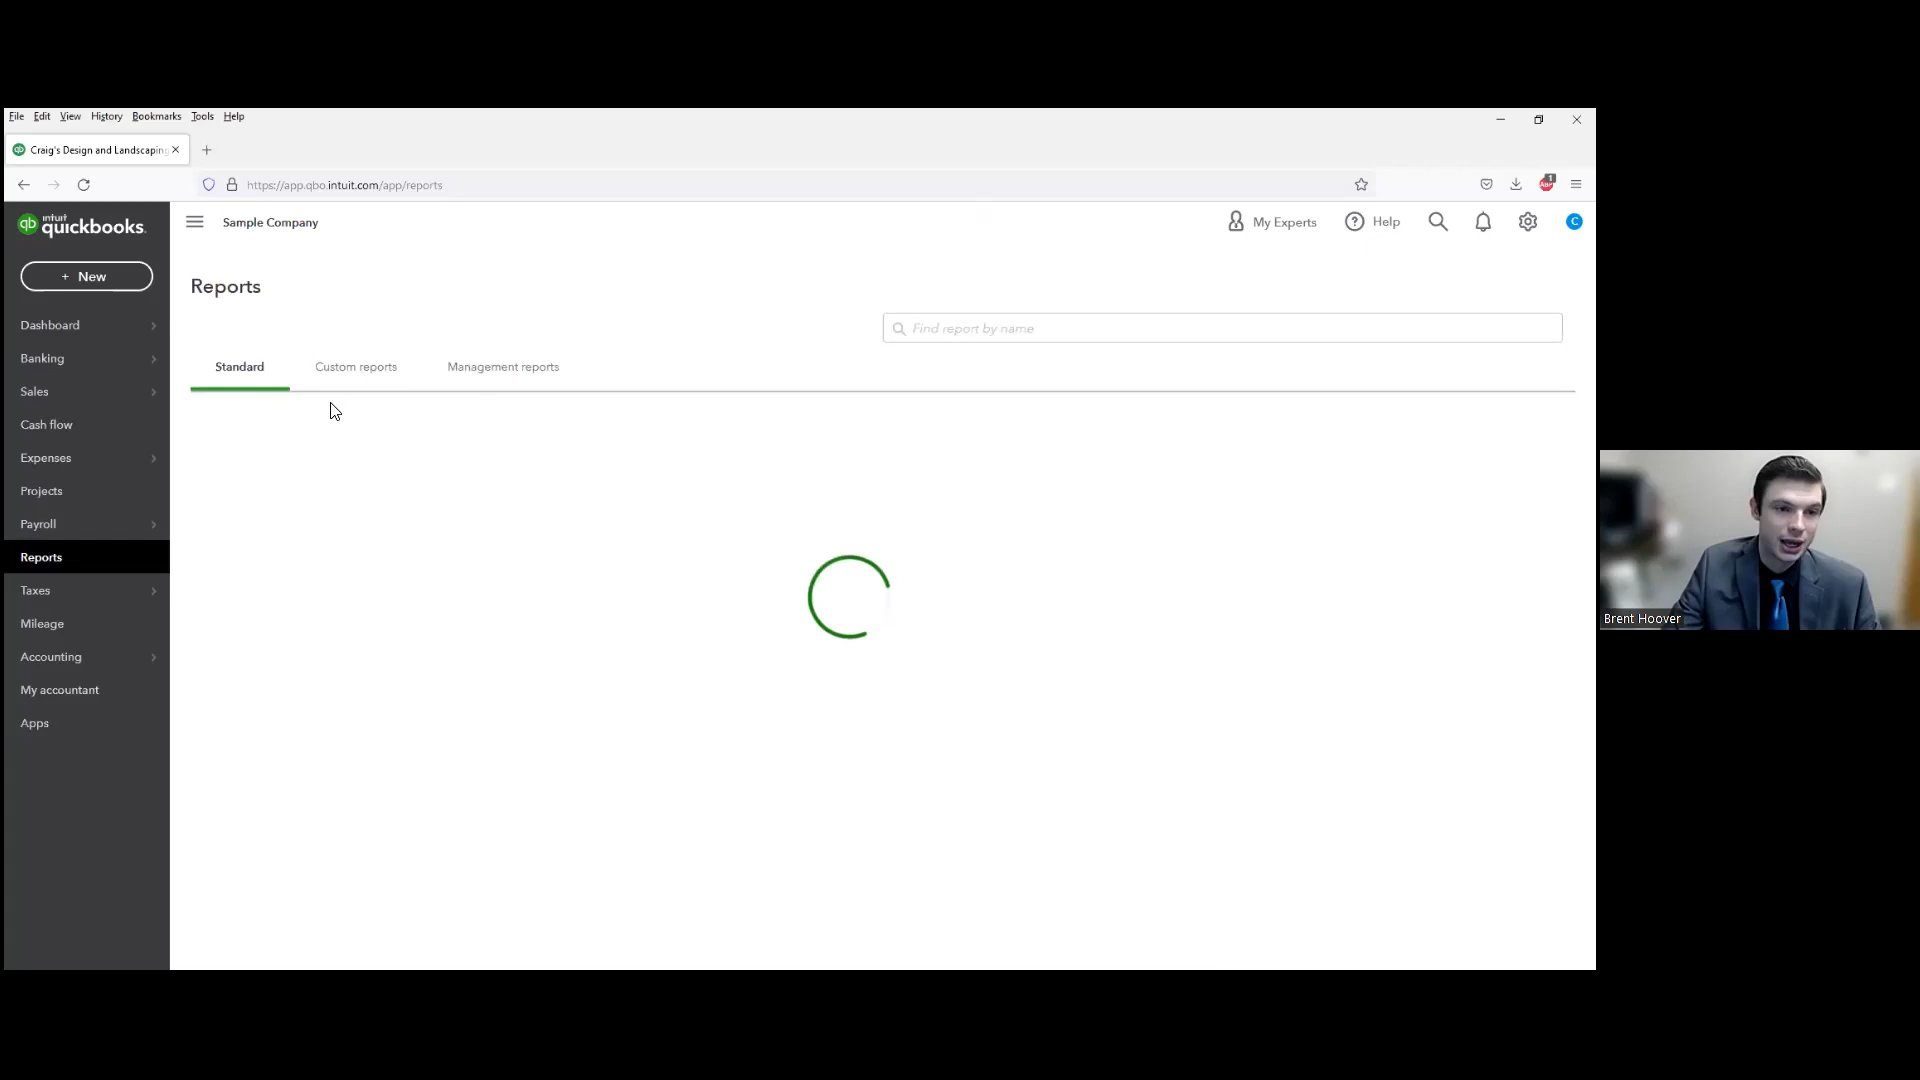 File Edit View History Bookmarks Tools Help
Craig's Design and Landscaping
https://app.qbo.intuit.com/app/reports
1
intuit
quickbooks.
Sample Company
My Experts
Help
C
+ New
Reports
Find report by name
Standard
Custom reports
Management reports
Dashboard
Banking
Sales
Cash flow
Expenses
Projects
Payroll
Reports
Taxes
Mileage
Accounting
My accountant
Apps
Brent Hoover